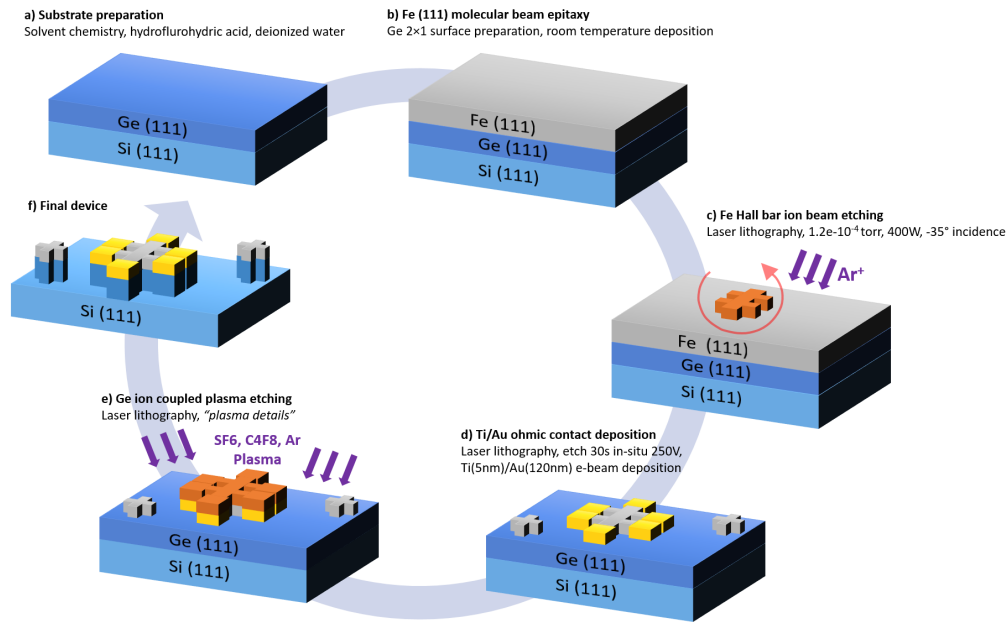 a) Substrate preparation
Solvent chemistry, hydroflurohydric acid, deionized water
Ge (111)
Si (111)
b) Fe (111) molecular beam epitaxy
Ge 2×1 surface preparation, room temperature deposition
Fe (111)
Ge (111)
Si (111)
c) Fe Hall bar ion beam etching
Laser lithography, 1.2e-10⁻⁴ torr, 400W, -35° incidence
Ar⁺
Fe (111)
Ge (111)
Si (111)
d) Ti/Au ohmic contact deposition
Laser lithography, etch 30s in-situ 250V,
Ti(5nm)/Au(120nm) e-beam deposition
Ge (111)
Si (111)
e) Ge ion coupled plasma etching
Laser lithography, “plasma details”
SF6, C4F8, Ar
Plasma
Ge (111)
Si (111)
f) Final device
Si (111)